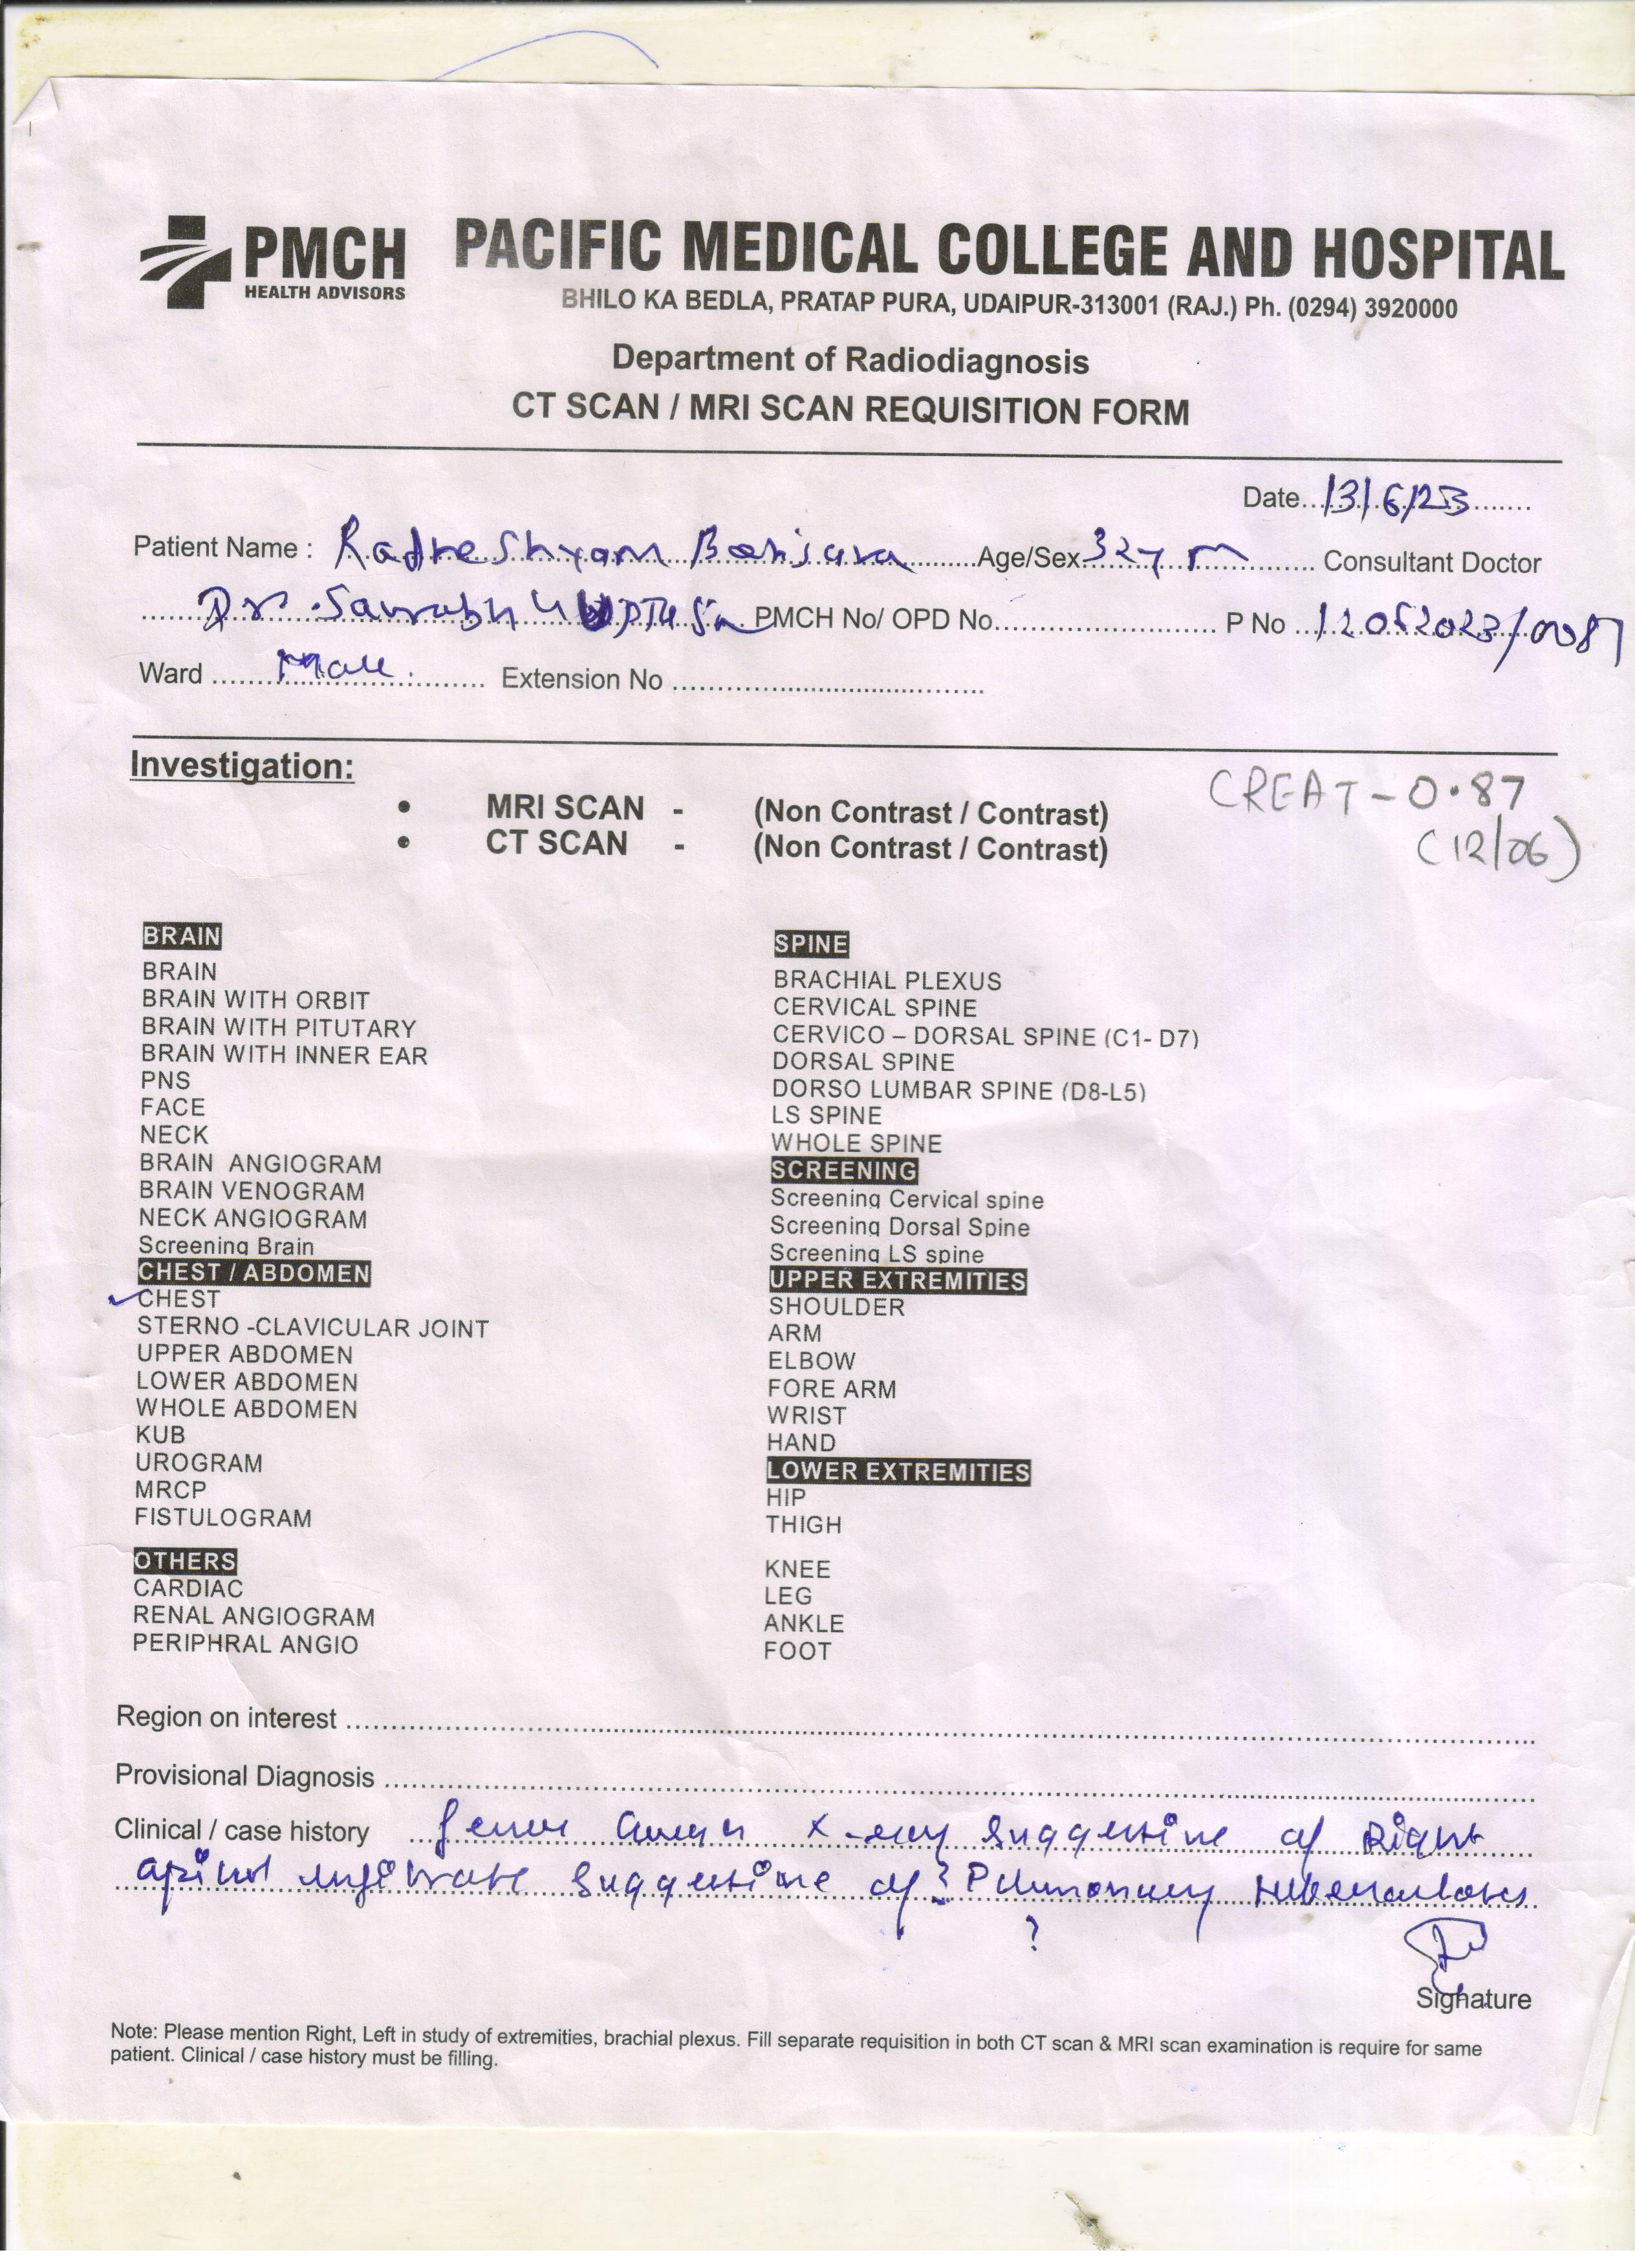 PMCH
HEALTH ADVISORS
PACIFIC MEDICAL COLLEGE AND HOSPITAL
BHILO KA BEDLA, PRATAP PURA, UDAIPUR-313001 (RAJ.) Ph. (0294) 3920000
Department of Radiodiagnosis
CT SCAN / MRI SCAN REQUISITION FORM
Date 13/6/23
Patient Name : Radheshyam Banjara Age/Sex 32y m Consultant Doctor
Dr. Saurabh Sir PMCH No/ OPD No P No
Ward Male Extension No
Investigation:
• MRI SCAN - (Non Contrast / Contrast)
• CT SCAN - (Non Contrast / Contrast)
CREAT - 0.87
(12/06)
BRAIN
BRAIN
BRAIN WITH ORBIT
BRAIN WITH PITUTARY
BRAIN WITH INNER EAR
PNS
FACE
NECK
BRAIN ANGIOGRAM
BRAIN VENOGRAM
NECK ANGIOGRAM
Screening Brain
CHEST / ABDOMEN
✓CHEST
STERNO -CLAVICULAR JOINT
UPPER ABDOMEN
LOWER ABDOMEN
WHOLE ABDOMEN
KUB
UROGRAM
MRCP
FISTULOGRAM
OTHERS
CARDIAC
RENAL ANGIOGRAM
PERIPHRAL ANGIO
SPINE
BRACHIAL PLEXUS
CERVICAL SPINE
CERVICO – DORSAL SPINE (C1- D7)
DORSAL SPINE
DORSO LUMBAR SPINE (D8-L5)
LS SPINE
WHOLE SPINE
SCREENING
Screening Cervical spine
Screening Dorsal Spine
Screening LS spine
UPPER EXTREMITIES
SHOULDER
ARM
ELBOW
FORE ARM
WRIST
HAND
LOWER EXTREMITIES
HIP
THIGH
KNEE
LEG
ANKLE
FOOT
Region on interest
Provisional Diagnosis
Clinical / case history fever cough X-ray suggestive of Right
apical infiltrate suggestive of ? Pulmonary tuberculosis
?
Signature
Note: Please mention Right, Left in study of extremities, brachial plexus. Fill separate requisition in both CT scan & MRI scan examination is require for same
patient. Clinical / case history must be filling.